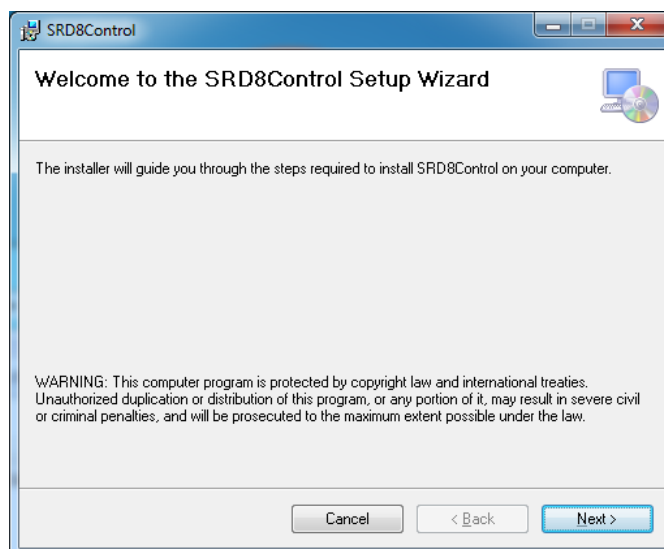 SRD8Control
Welcome to the SRD8Control Setup Wizard
The installer will guide you through the steps required to install SRD8Control on your computer.
WARNING: This computer program is protected by copyright law and international treaties.
Unauthorized duplication or distribution of this program, or any portion of it, may result in severe civil
or criminal penalties, and will be prosecuted to the maximum extent possible under the law.
Cancel < Back Next >